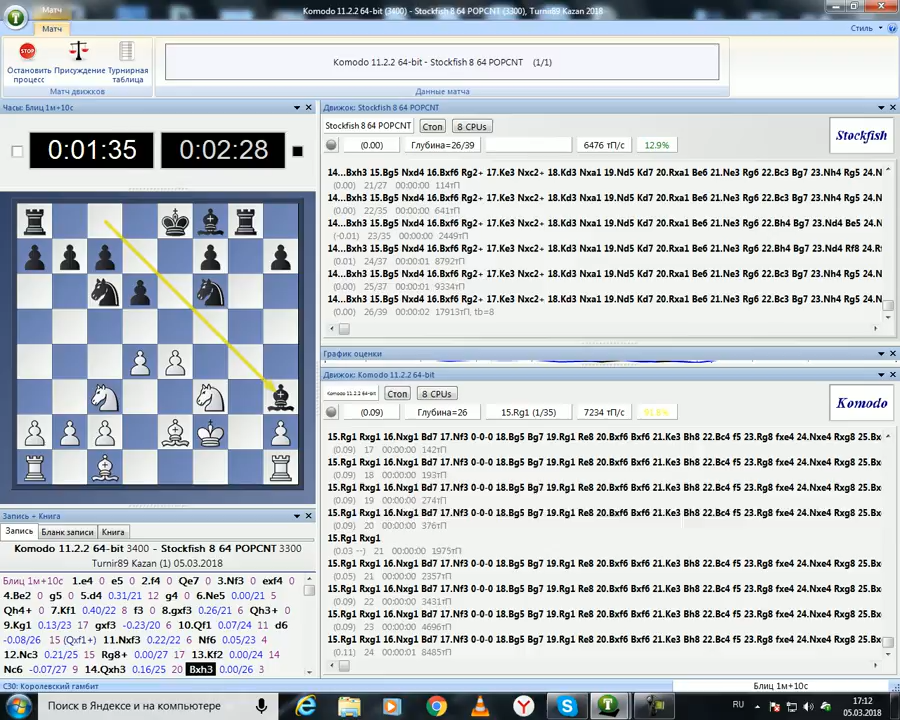 Матч
Komodo 11.2.2 64-bit (3400) - Stockfish 8 64 POPCNT (3300), Turnir89 Kazan 2018
Матч
Стиль
STOP
Остановить процесс
Присуждение
Турнирная таблица
Матч движков
Komodo 11.2.2 64-bit - Stockfish 8 64 POPCNT (1/1)
Данные матча
Часы: Блиц 1м+10с
0:01:35
0:02:28
Движок: Stockfish 8 64 POPCNT
Stockfish 8 64 POPCNT
Стоп
8 CPUs
Stockfish
(0.00)
Глубина=26/39
6476 тП/с
12.9%
14...Bxh3 15.Bg5 Nxd4 16.Bxf6 Rg2+ 17.Ke3 Nxc2+ 18.Kd3 Nxa1 19.Nd5 Kd7 20.Rxa1 Be6 21.Ne3 Rg6 22.Bc3 Bg7 23.Nh4 Rg5 24.N
(0.00) 21/27 00:00:00 114тП
14...Bxh3 15.Bg5 Nxd4 16.Bxf6 Rg2+ 17.Ke3 Nxc2+ 18.Kd3 Nxa1 19.Nd5 Kd7 20.Rxa1 Be6 21.Ne3 Rg6 22.Bc3 Bg7 23.Nh4 Rg5 24.N
(0.00) 22/35 00:00:00 641тП
14...Bxh3 15.Bg5 Nxd4 16.Bxf6 Rg2+ 17.Ke3 Nxc2+ 18.Kd3 Nxa1 19.Nd5 Kd7 20.Rxa1 Be6 21.Ne3 Rg6 22.Bh4 Bg7 23.Nd4 Be5 24.N
(-0.01) 23/35 00:00:00 2449тП
14...Bxh3 15.Bg5 Nxd4 16.Bxf6 Rg2+ 17.Ke3 Nxc2+ 18.Kd3 Nxa1 19.Nd5 Kd7 20.Rxa1 Be6 21.Ne3 Rg6 22.Bh4 Bg7 23.Nd4 Rf8 24.R
(0.01) 24/37 00:00:01 8792тП
14...Bxh3 15.Bg5 Nxd4 16.Bxf6 Rg2+ 17.Ke3 Nxc2+ 18.Kd3 Nxa1 19.Nd5 Kd7 20.Rxa1 Be6 21.Ne3 Rg6 22.Bc3 Bg7 23.Nh4 Rg5 24.N
(0.00) 25/37 00:00:01 9334тП
14...Bxh3 15.Bg5 Nxd4 16.Bxf6 Rg2+ 17.Ke3 Nxc2+ 18.Kd3 Nxa1 19.Nd5 Kd7 20.Rxa1 Be6 21.Ne3 Rg6 22.Bc3 Bg7 23.Nh4 Rg5 24.N
(0.00) 26/39 00:00:02 17913тП, tb=8
График оценки
Движок: Komodo 11.2.2 64-bit
Komodo 11.2.2 64-bit
Стоп
8 CPUs
Komodo
(0.09)
Глубина=26
15.Rg1 (1/35)
7234 тП/с
15.Rg1 Rxg1 16.Nxg1 Bd7 17.Nf3 0-0-0 18.Bg5 Bg7 19.Rg1 Re8 20.Bxf6 Bxf6 21.Ke3 Bh8 22.Bc4 f5 23.Rg8 fxe4 24.Nxe4 Rxg8 25.Bx
(0.09) 17 00:00:00 142тП
15.Rg1 Rxg1 16.Nxg1 Bd7 17.Nf3 0-0-0 18.Bg5 Bg7 19.Rg1 Re8 20.Bxf6 Bxf6 21.Ke3 Bh8 22.Bc4 f5 23.Rg8 fxe4 24.Nxe4 Rxg8 25.Bx
(0.09) 18 00:00:00 193тП
15.Rg1 Rxg1 16.Nxg1 Bd7 17.Nf3 0-0-0 18.Bg5 Bg7 19.Rg1 Re8 20.Bxf6 Bxf6 21.Ke3 Bh8 22.Bc4 f5 23.Rg8 fxe4 24.Nxe4 Rxg8 25.Bx
(0.09) 19 00:00:00 274тП
15.Rg1 Rxg1 16.Nxg1 Bd7 17.Nf3 0-0-0 18.Bg5 Bg7 19.Rg1 Re8 20.Bxf6 Bxf6 21.Ke3 Bh8 22.Bc4 f5 23.Rg8 fxe4 24.Nxe4 Rxg8 25.Bx
(0.09) 20 00:00:00 376тП
15.Rg1 Rxg1
(0.03 --) 21 00:00:00 1975тП
15.Rg1 Rxg1 16.Nxg1 Bd7 17.Nf3 0-0-0 18.Bg5 Bg7 19.Rg1 Re8 20.Bxf6 Bxf6 21.Ke3 Bh8 22.Bc4 f5 23.Rg8 fxe4 24.Nxe4 Rxg8 25.Bx
(0.05) 21 00:00:00 2357тП
15.Rg1 Rxg1 16.Nxg1 Bd7 17.Nf3 0-0-0 18.Bg5 Bg7 19.Rg1 Re8 20.Bxf6 Bxf6 21.Ke3 Bh8 22.Bc4 f5 23.Rg8 fxe4 24.Nxe4 Rxg8 25.Bx
(0.09) 22 00:00:00 3431тП
15.Rg1 Rxg1 16.Nxg1 Bd7 17.Nf3 0-0-0 18.Bg5 Bg7 19.Rg1 Re8 20.Bxf6 Bxf6 21.Ke3 Bh8 22.Bc4 f5 23.Rg8 fxe4 24.Nxe4 Rxg8 25.Bx
(0.09) 23 00:00:00 4696тП
15.Rg1 Rxg1 16.Nxg1 Bd7 17.Nf3 0-0-0 18.Bg5 Bg7 19.Rg1 Re8 20.Bxf6 Bxf6 21.Ke3 Bh8 22.Bc4 f5 23.Rg8 fxe4 24.Nxe4 Rxg8 25.Bx
(0.11) 24 00:00:01 8485тП
Запись + Книга
Запись
Бланк записи
Книга
Komodo 11.2.2 64-bit 3400 - Stockfish 8 64 POPCNT 3300
Turnir89 Kazan (1) 05.03.2018
Блиц 1м+10с 1.e4 0 e5 0 2.f4 0 Qe7 0 3.Nf3 0 exf4 0
4.Be2 0 g5 0 5.d4 0.31/21 12 g4 0 6.Ne5 0.00/21 5
Qh4+ 0 7.Kf1 0.40/22 8 f3 0 8.gxf3 0.26/21 6 Qh3+ 0
9.Kg1 0.13/23 17 gxf3 -0.23/20 6 10.Qf1 0.07/24 11 d6
-0.08/26 15 (Qxf1+) 11.Nxf3 0.22/22 6 Nf6 0.05/23 4
12.Nc3 0.21/25 15 Rg8+ 0.00/27 17 13.Kf2 0.00/24 14
Nc6 -0.07/27 9 14.Qxh3 0.16/25 20 Bxh3 0.00/26 3
C30: Королевский гамбит
Блиц 1м+10с
Поиск в Яндексе и на компьютере
RU
17:12
05.03.2018